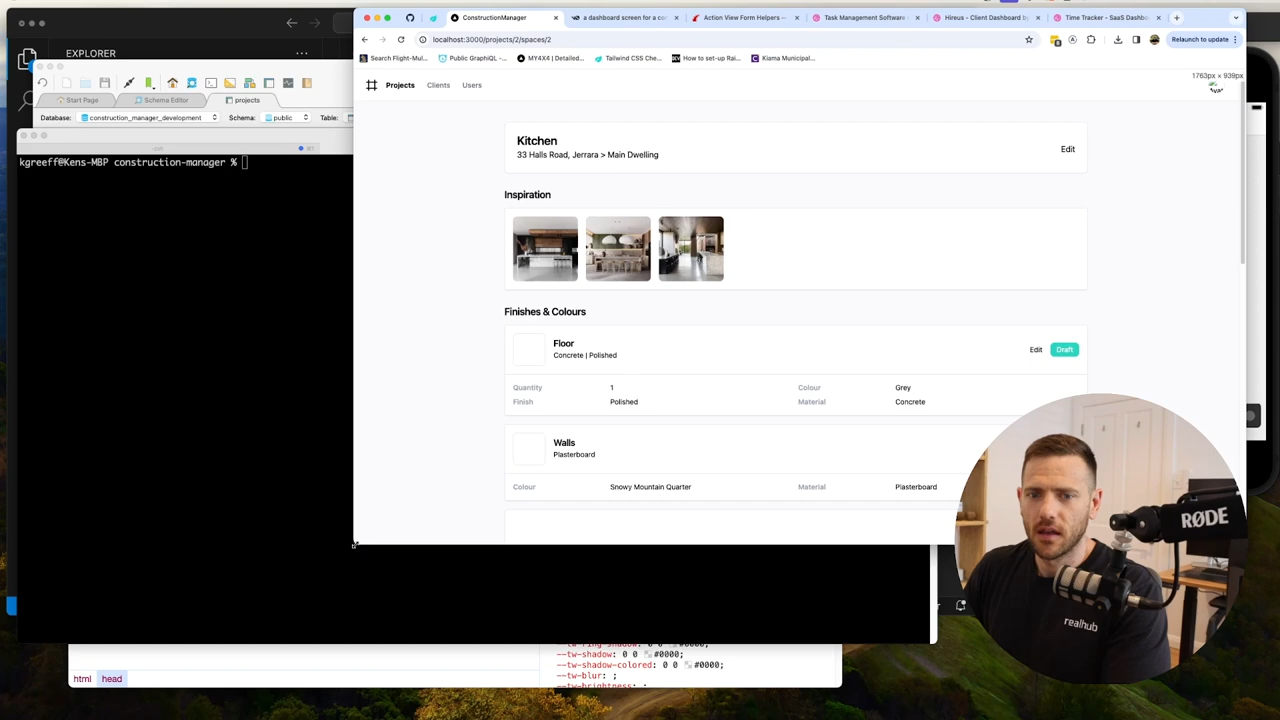 ConstructionManager
a dashboard screen for a co
Action View Form Helpers —
Task Management Software
Hireus - Client Dashboard b
Time Tracker - SaaS Dashbo
EXPLORER
localhost:3000/projects/2/spaces/2
Relaunch to update
Search Flight-Mul...
Public GraphiQL -...
MY4X4 | Detailed...
Tailwind CSS Che...
How to set-up Rai...
Kiama Municipal...
1763px × 939px
Start Page
Schema Editor
projects
Projects
Clients
Users
Database:
construction_manager_development
Schema:
public
Table:
kgreeff@Kens-MBP construction-manager %
Kitchen
33 Halls Road, Jerrara > Main Dwelling
Edit
Inspiration
Finishes & Colours
Floor
Concrete | Polished
Edit
Draft
Quantity
1
Colour
Grey
Finish
Polished
Material
Concrete
Walls
Plasterboard
Colour
Snowy Mountain Quarter
Material
Plasterboard
RØDE
realhub
--tw-shadow: 0 0 #0000;
--tw-shadow-colored: 0 0 #0000;
--tw-blur: ;
html
head